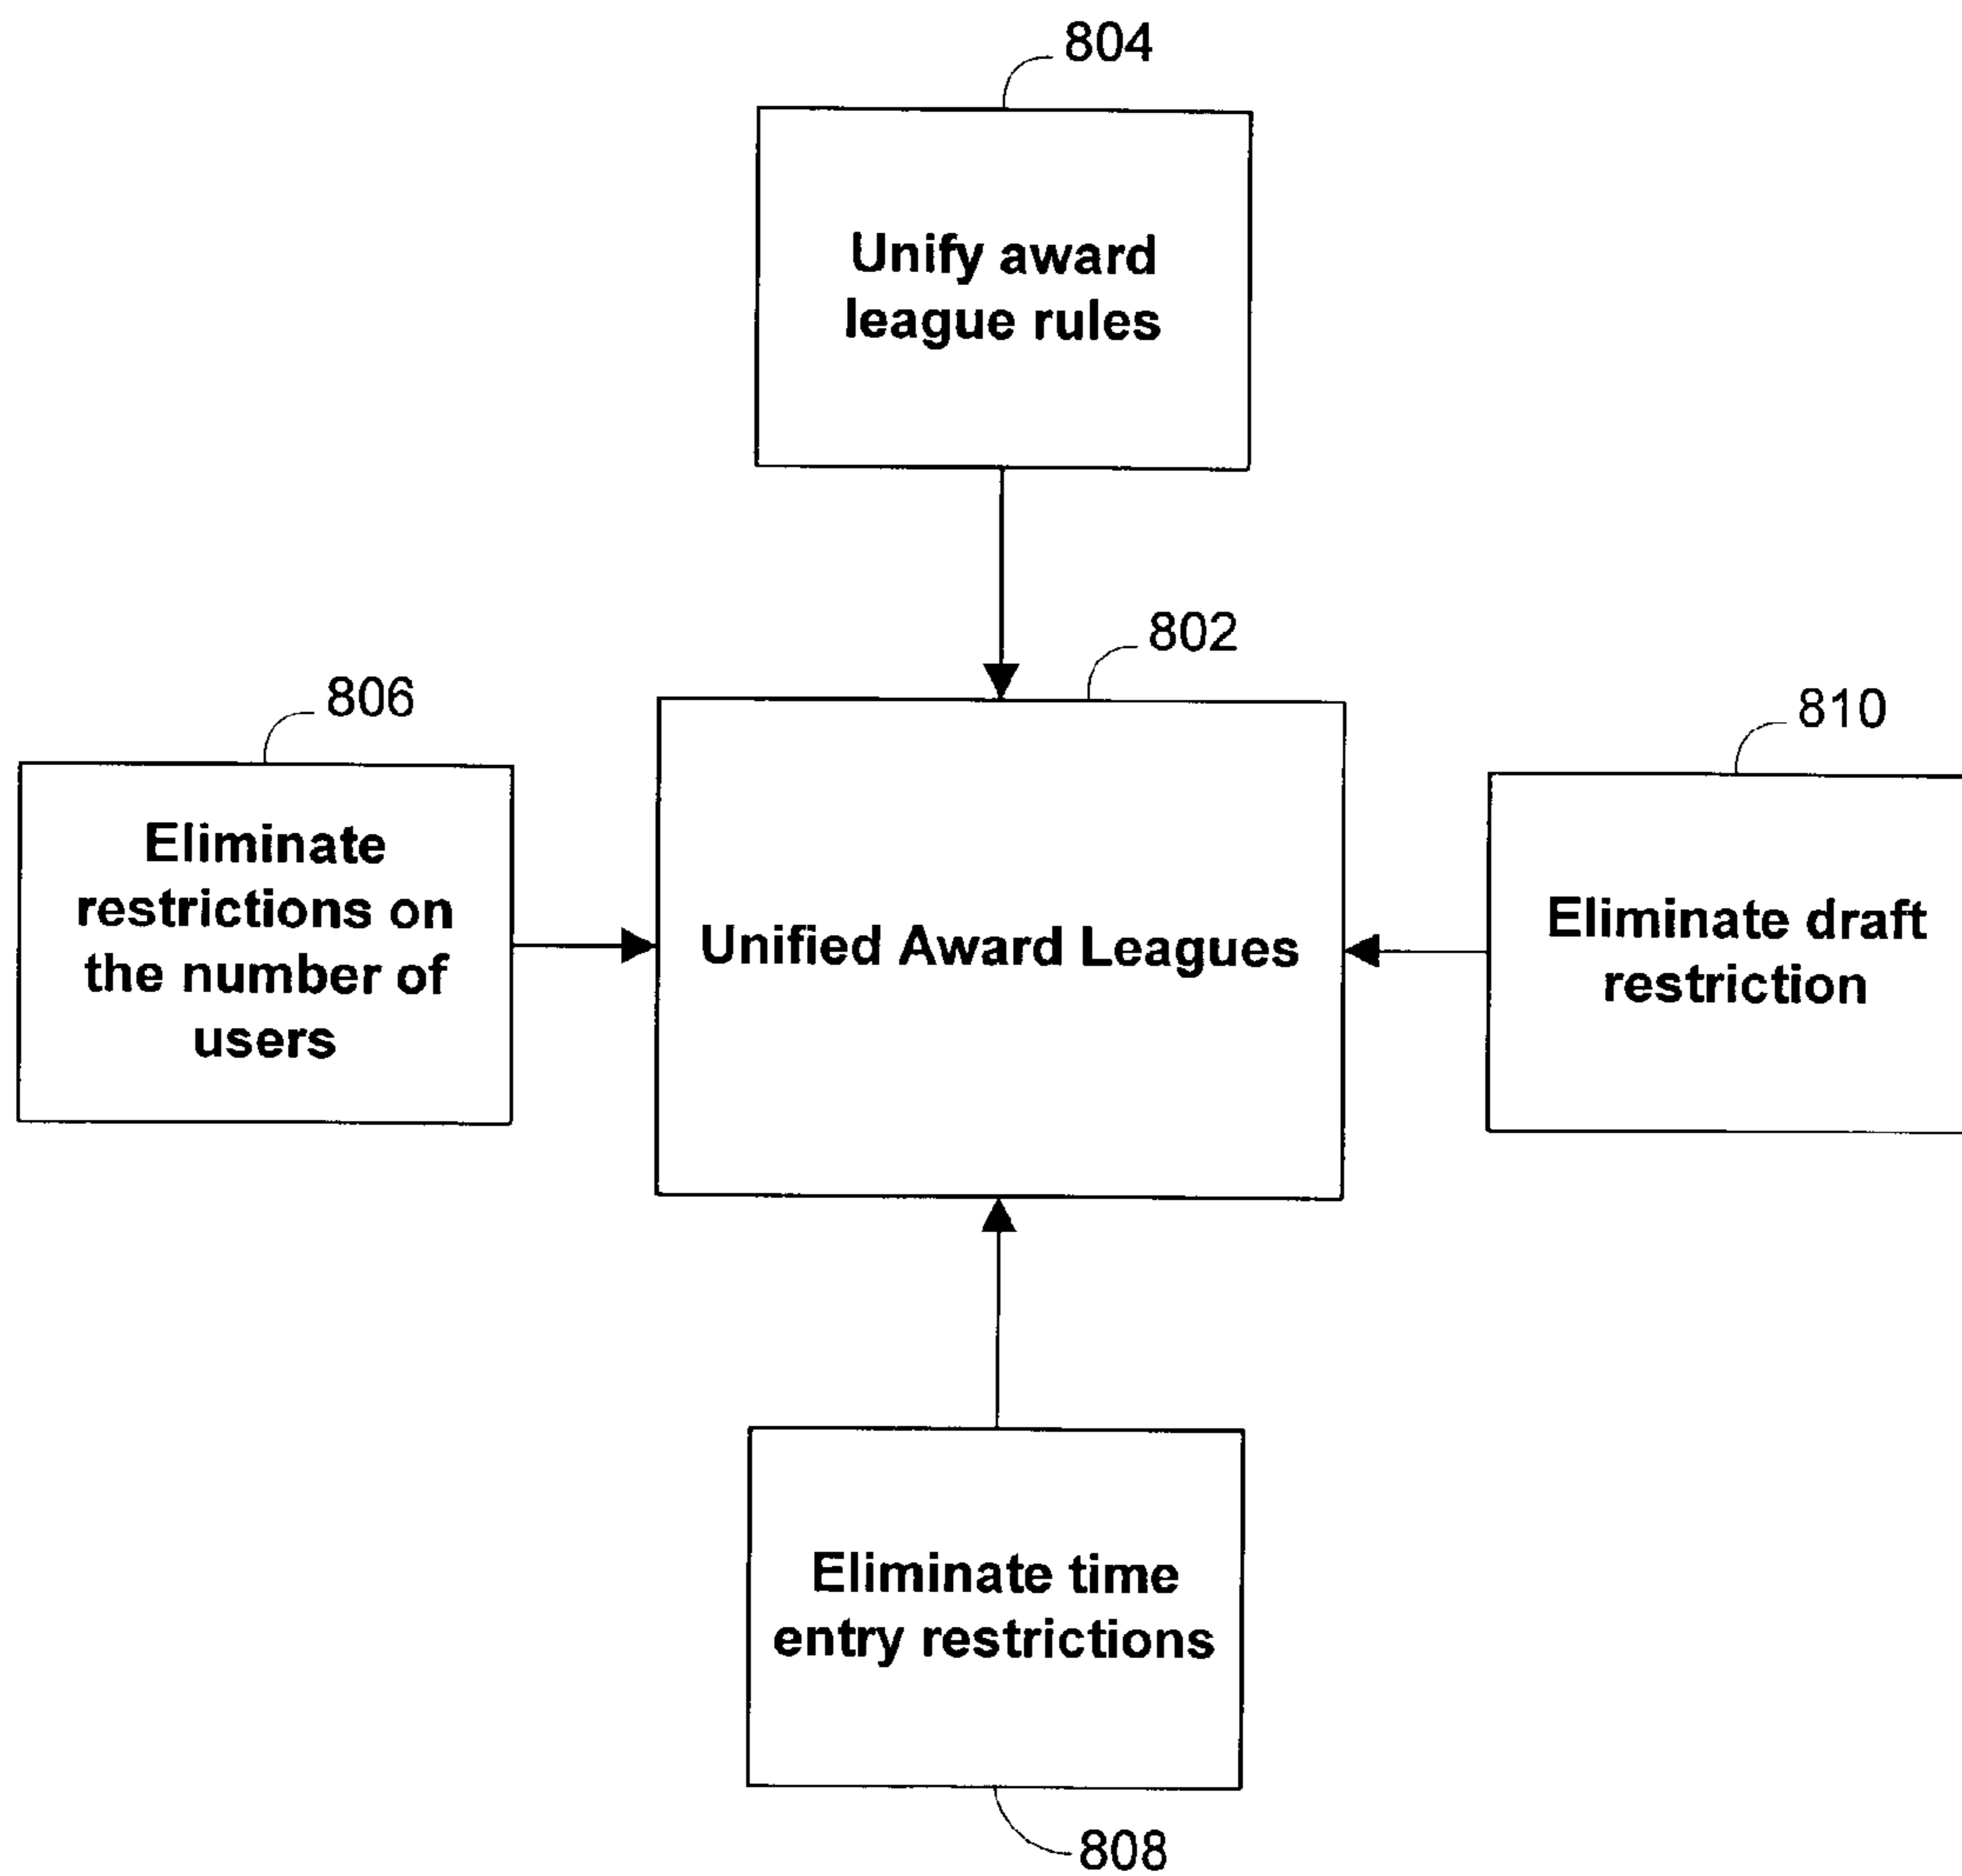 804
Unify award
league rules
802
806
810
Eliminate
restrictions on
the number of
users
Unified Award Leagues
Eliminate draft
restriction
Eliminate time
entry restrictions
808